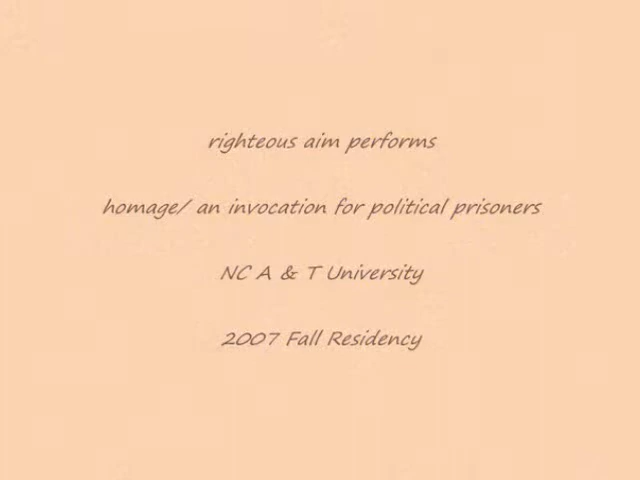 righteous aim performs
homage/ an invocation for political prisoners
NC A & T University
2007 Fall Residency